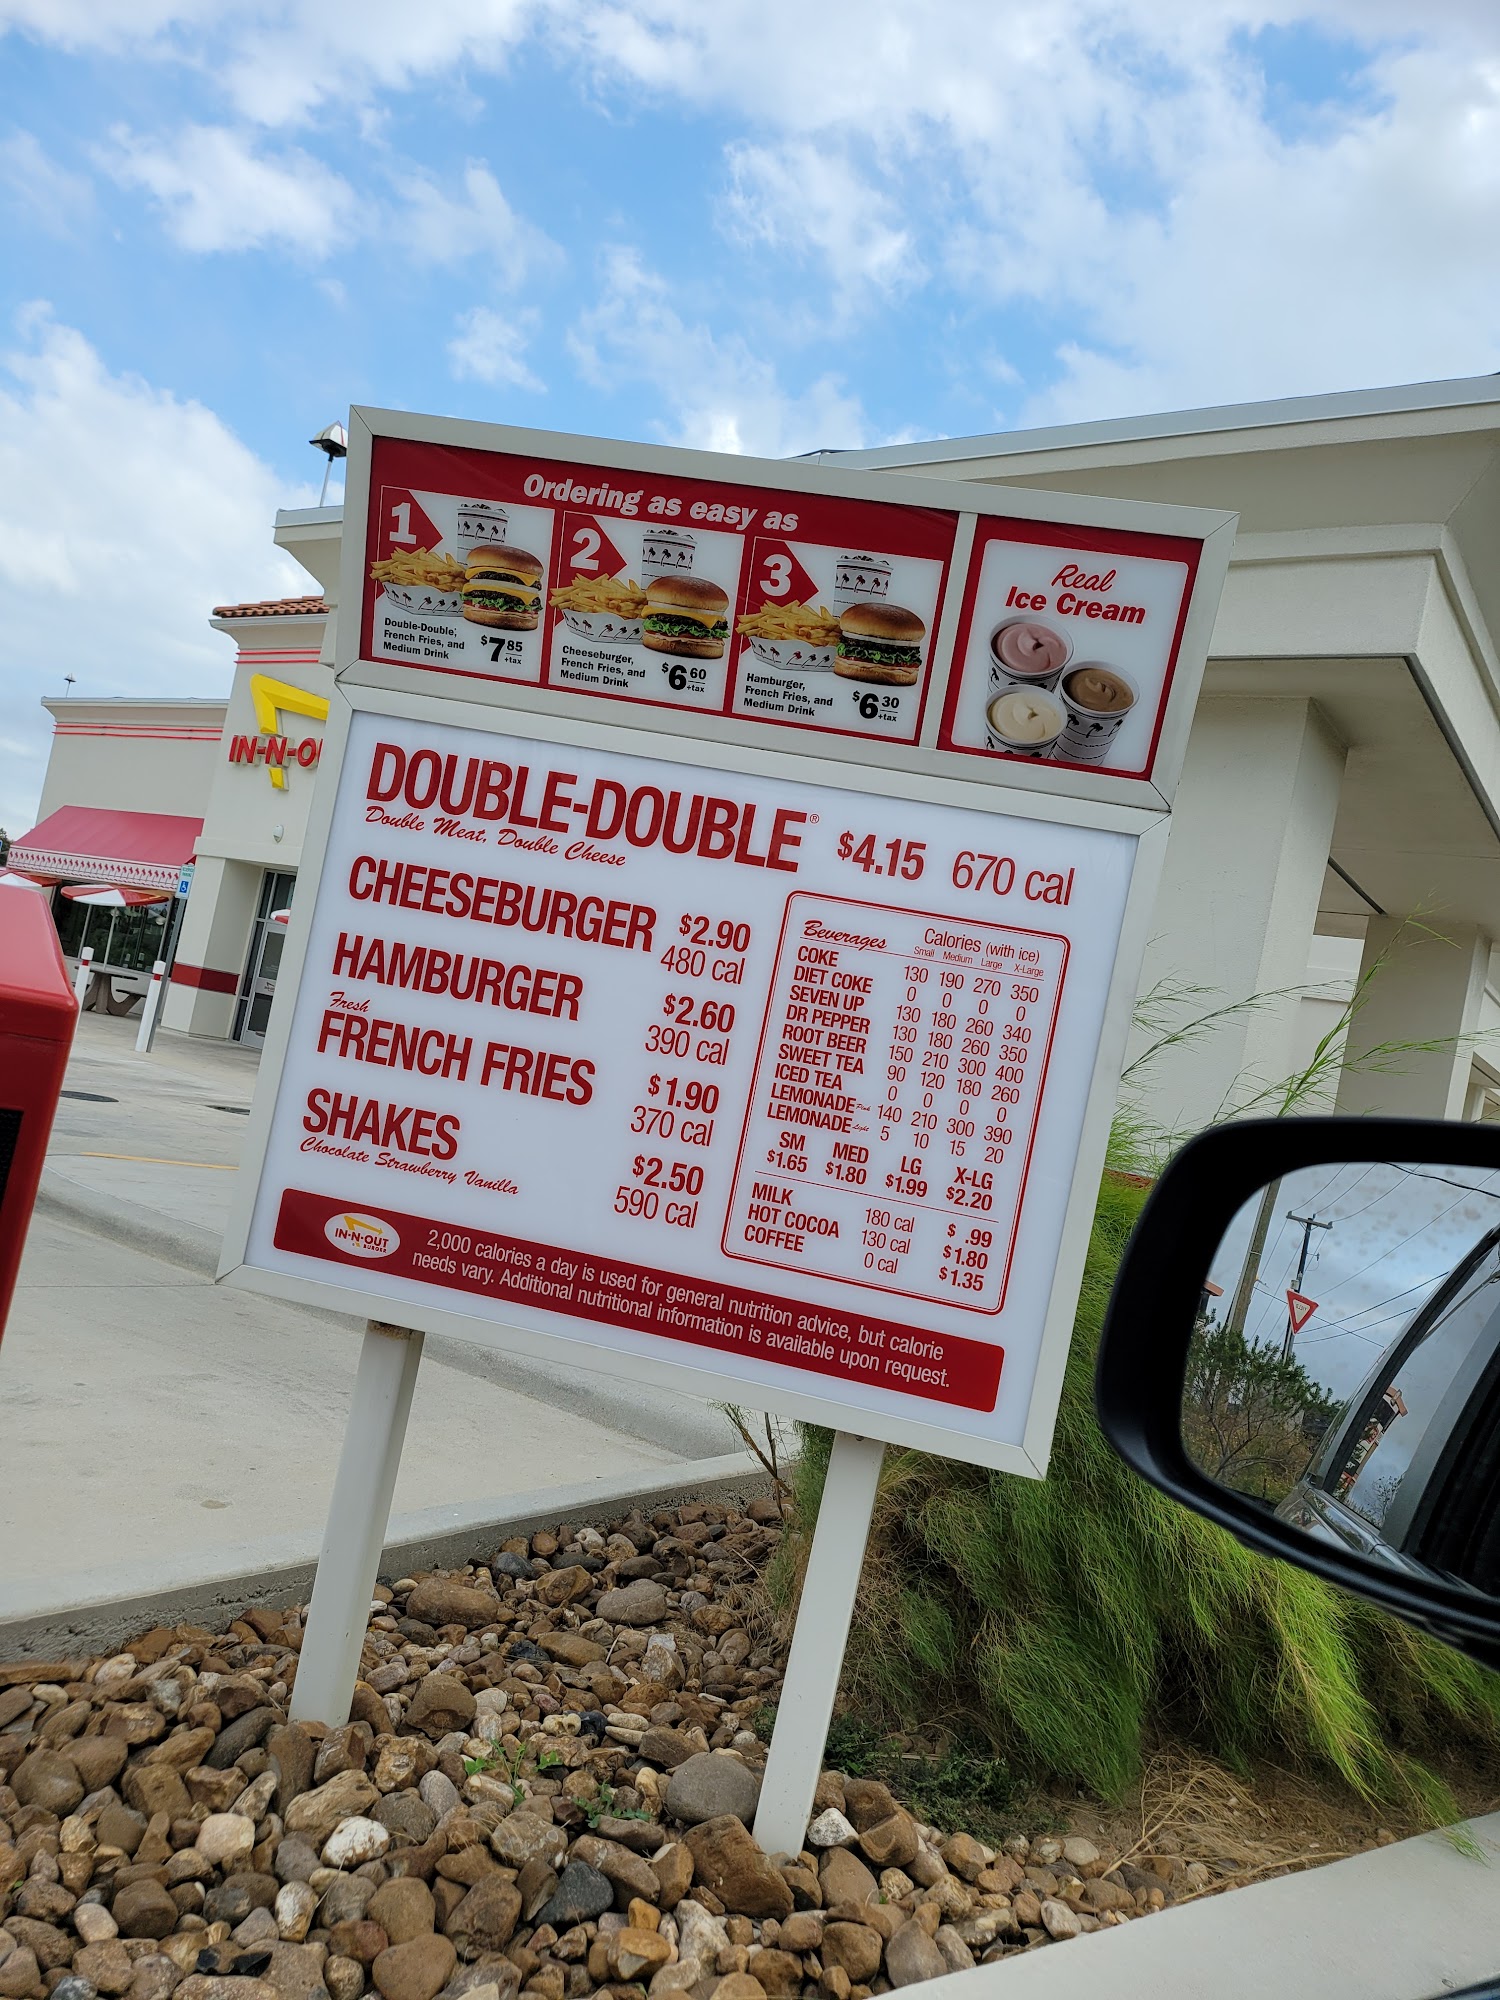 Ordering as easy as
1
Double-Double,
French Fries, and
Medium Drink
$7 85
+tax
2
Cheeseburger,
French Fries, and
Medium Drink
$6 60
+tax
3
Hamburger,
French Fries, and
Medium Drink
$6 30
+tax
Real
Ice Cream
IN-N-O
DOUBLE-DOUBLE® $4.15 670 cal
Double Meat, Double Cheese
CHEESEBURGER $2.90
480 cal
HAMBURGER $2.60
390 cal
Fresh
FRENCH FRIES $1.90
370 cal
SHAKES $2.50
Chocolate Strawberry Vanilla 590 cal
Beverages Calories (with ice)
Small Medium Large X-Large
COKE 130 190 270 350
DIET COKE 0 0 0 0
SEVEN UP 130 180 260 340
DR PEPPER 130 180 260 350
ROOT BEER 150 210 300 400
SWEET TEA 90 120 180 260
ICED TEA 0 0 0 0
LEMONADE Pink 140 210 300 390
LEMONADE Light 5 10 15 20
SM MED LG X-LG
$1.65 $1.80 $1.99 $2.20
MILK 180 cal $ .99
HOT COCOA 130 cal $1.80
COFFEE 0 cal $1.35
IN-N-OUT
BURGER
2,000 calories a day is used for general nutrition advice, but calorie
needs vary. Additional nutritional information is available upon request.